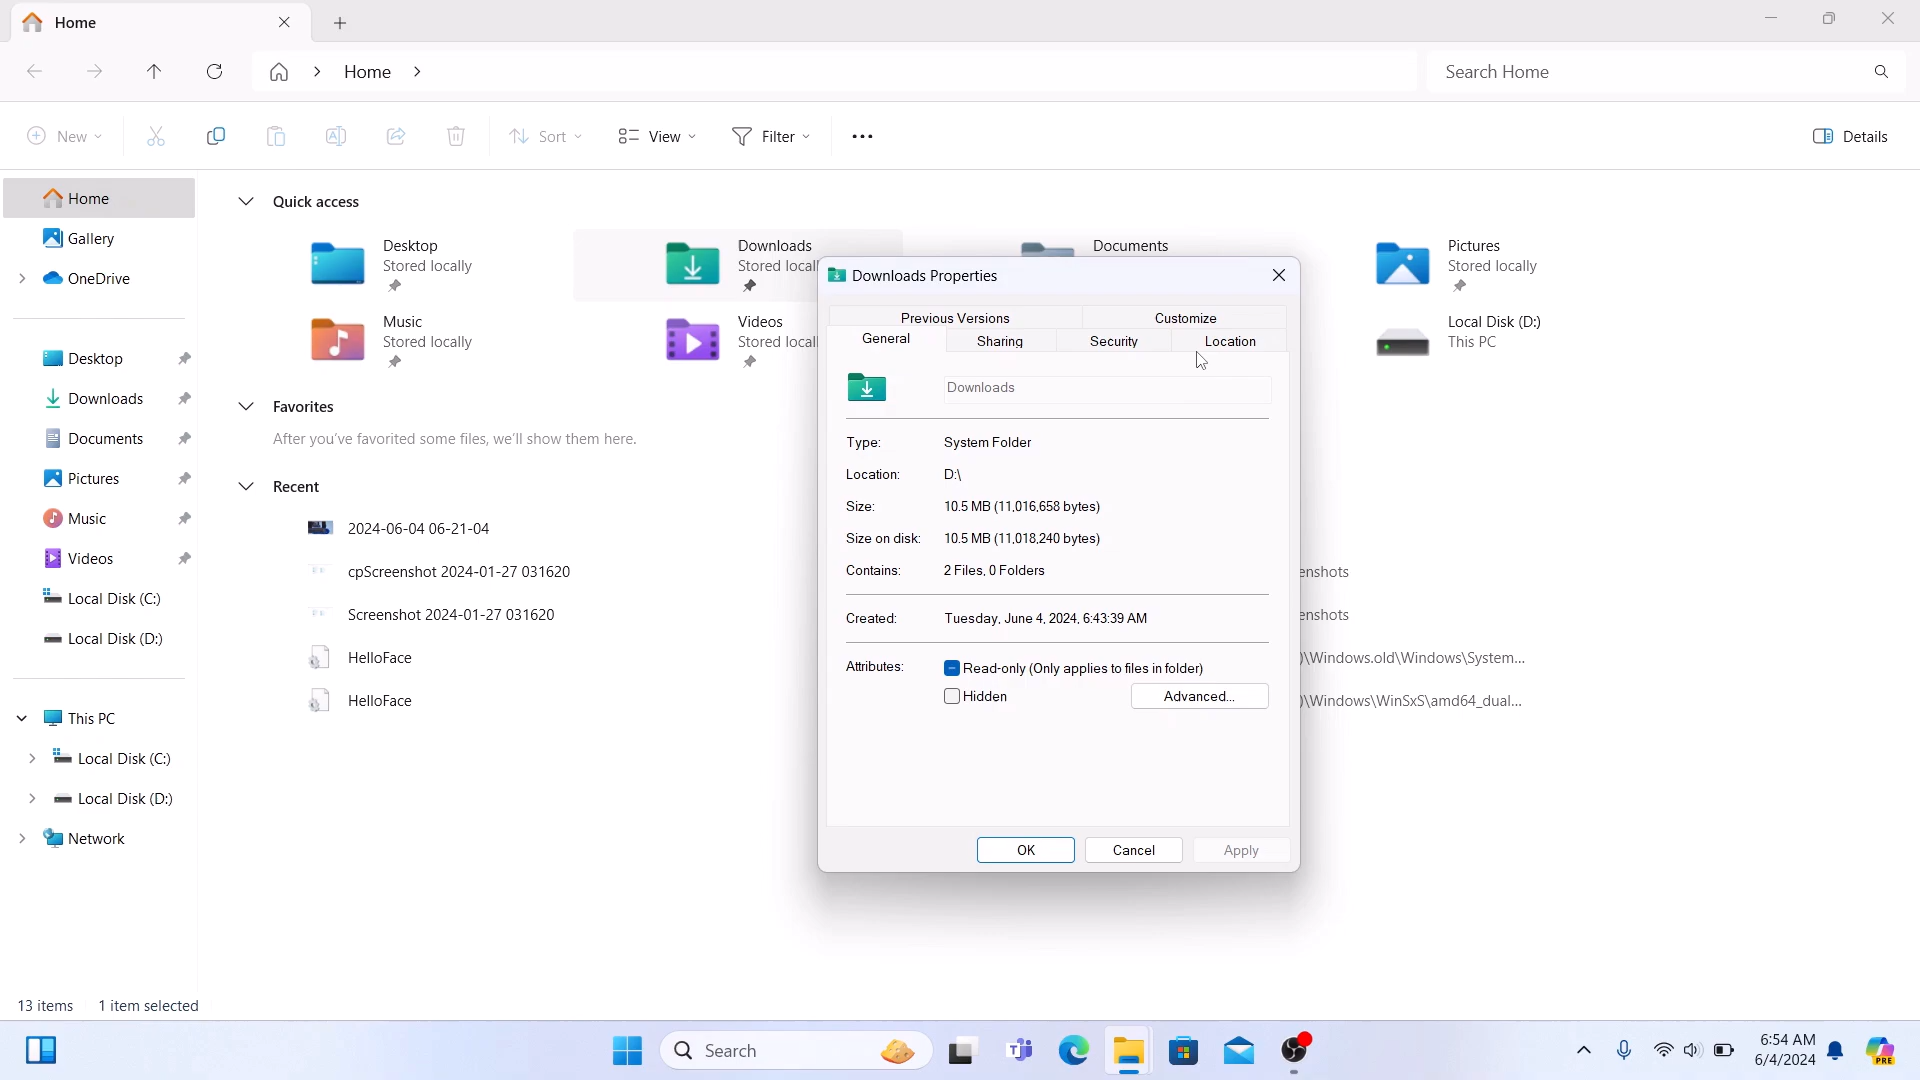 Home
Home
Search Home
New
Sort
View
Filter
Details
Home
Gallery
OneDrive
Desktop
Downloads
Documents
Pictures
Music
Videos
Local Disk (C:)
Local Disk (D:)
This PC
Local Disk (C:)
Local Disk (D:)
Network
Quick access
Desktop
Stored locally
Downloads
Stored locall
Documents
Pictures
Stored locally
Music
Stored locally
Videos
Stored locall
Local Disk (D:)
This PC
Favorites
After you've favorited some files, we'll show them here.
Recent
2024-06-04 06-21-04
cpScreenshot 2024-01-27 031620
enshots
Screenshot 2024-01-27 031620
enshots
HelloFace
)\Windows.old\Windows\System...
HelloFace
)\Windows\WinSxS\amd64_dual...
Downloads Properties
Previous Versions
Customize
General
Sharing
Security
Location
Downloads
Type: System Folder
Location: D:\
Size: 10.5 MB (11,016,658 bytes)
Size on disk: 10.5 MB (11,018,240 bytes)
Contains: 2 Files, 0 Folders
Created: Tuesday, June 4, 2024, 6:43:39 AM
Attributes: Read-only (Only applies to files in folder)
Hidden
Advanced...
OK
Cancel
Apply
13 items 1 item selected
Search
6:54 AM
6/4/2024
PRE